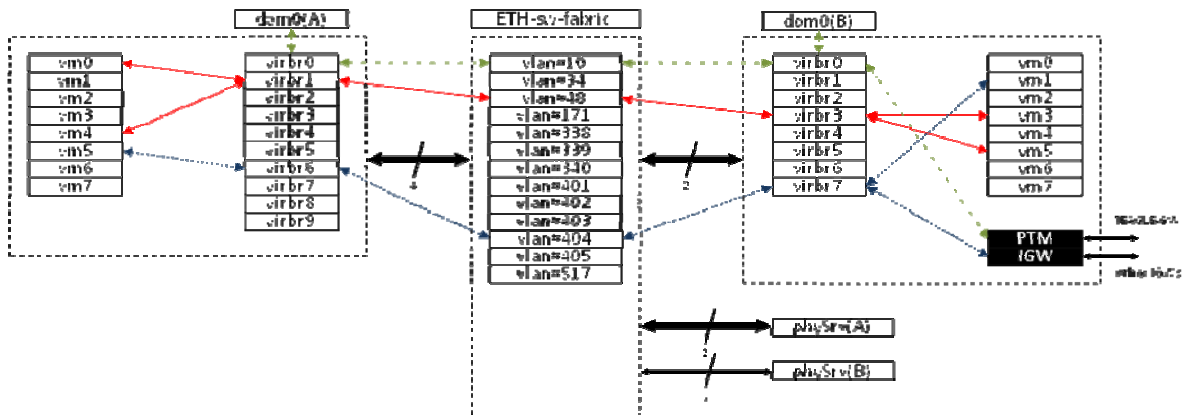 dom0(A)
ETH-sw-fabric
dom0(B)
vm0
vm1
vm2
vm3
vm4
vm5
vm6
vm7
virbr0
virbr1
virbr2
virbr3
virbr4
virbr5
virbr6
virbr7
virbr8
virbr9
vlan=16
vlan=34
vlan=48
vlan=171
vlan=338
vlan=339
vlan=340
vlan=401
vlan=402
vlan=403
vlan=404
vlan=405
vlan=517
virbr0
virbr1
virbr2
virbr3
virbr4
virbr5
virbr6
virbr7
vm0
vm1
vm2
vm3
vm4
vm5
vm6
vm7
PTM
IGW
phySrv(A)
phySrv(B)